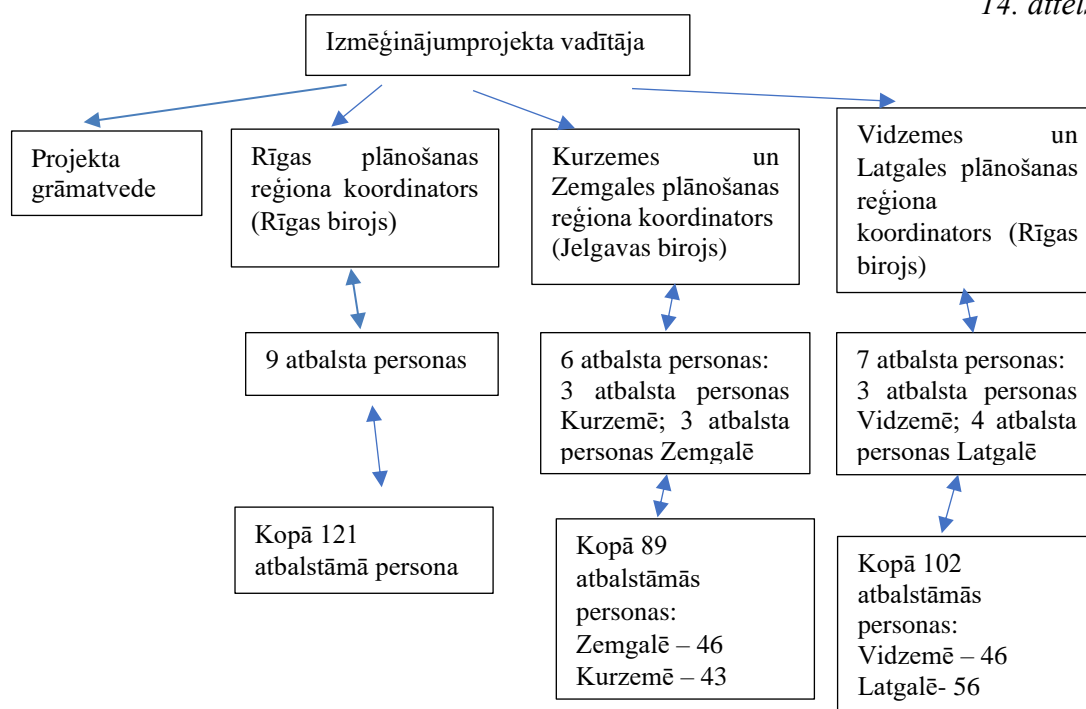 14. attēls
Izmēģinājumprojekta vadītāja
Projekta
grāmatvede
Rīgas plānošanas
reģiona koordinators
(Rīgas birojs)
Kurzemes un
Zemgales plānošanas
reģiona koordinators
(Jelgavas birojs)
Vidzemes un
Latgales plānošanas
reģiona
koordinators (Rīgas
birojs)
9 atbalsta personas
6 atbalsta personas:
3 atbalsta personas
Kurzemē; 3 atbalsta
personas Zemgalē
7 atbalsta personas:
3 atbalsta personas
Vidzemē; 4 atbalsta
personas Latgalē
Kopā 121
atbalstāmā persona
Kopā 89
atbalstāmās
personas:
Zemgalē – 46
Kurzemē – 43
Kopā 102
atbalstāmās
personas:
Vidzemē – 46
Latgalē- 56